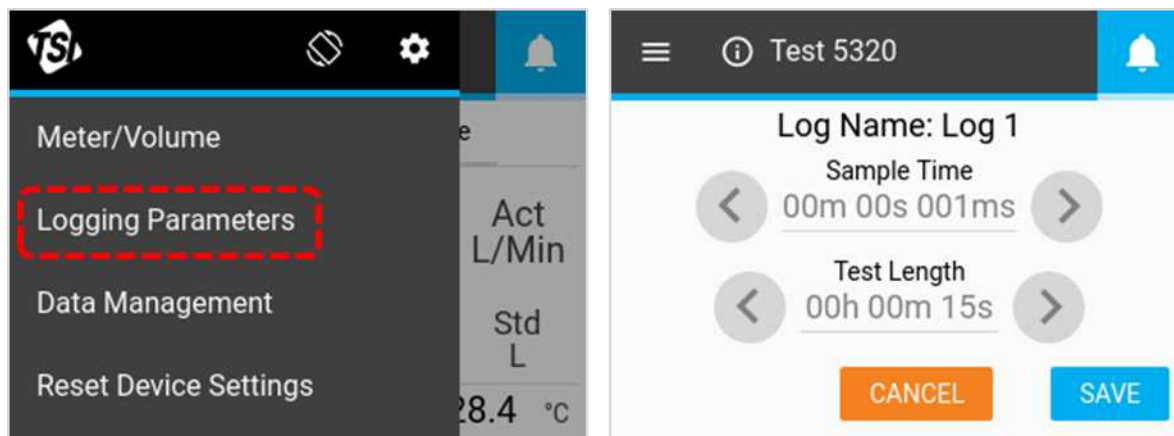 TSI
Meter/Volume
e
Logging Parameters
Act
L/Min
Data Management
Std
L
Reset Device Settings
28.4 °C
Test 5320
Log Name: Log 1
Sample Time
00m 00s 001ms
Test Length
00h 00m 15s
CANCEL
SAVE